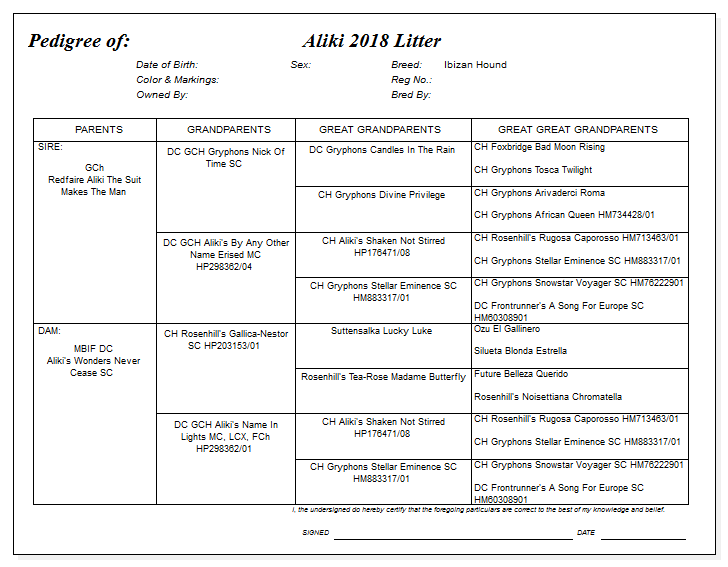 Pedigree of: Aliki 2018 Litter
Date of Birth: Sex: Breed: Ibizan Hound
Color & Markings: Reg No.:
Owned By: Bred By:
PARENTS GRANDPARENTS GREAT GRANDPARENTS GREAT GREAT GRANDPARENTS
SIRE:
GCh
Redfaire Aliki The Suit
Makes The Man
DC GCH Gryphons Nick Of
Time SC
DC Gryphons Candles In The Rain
CH Foxbridge Bad Moon Rising
CH Gryphons Tosca Twilight
CH Gryphons Divine Privilege
CH Gryphons Arivaderci Roma
CH Gryphons African Queen HM734428/01
DC GCH Aliki's By Any Other
Name Erised MC
HP298362/04
CH Aliki's Shaken Not Stirred
HP176471/08
CH Rosenhill's Rugosa Caporosso HM713463/01
CH Gryphons Stellar Eminence SC HM883317/01
CH Gryphons Stellar Eminence SC
HM883317/01
CH Gryphons Snowstar Voyager SC HM76222901
DC Frontrunner's A Song For Europe SC
HM60308901
DAM:
MBIF DC
Aliki's Wonders Never
Cease SC
CH Rosenhill's Gallica-Nestor
SC HP203153/01
Suttensalka Lucky Luke
Ozu El Gallinero
Silueta Blonda Estrella
Rosenhill's Tea-Rose Madame Butterfly
Future Belleza Querido
Rosenhill's Noisettiana Chromatella
DC GCH Aliki's Name In
Lights MC, LCX, FCh
HP298362/01
CH Aliki's Shaken Not Stirred
HP176471/08
CH Rosenhill's Rugosa Caporosso HM713463/01
CH Gryphons Stellar Eminence SC HM883317/01
CH Gryphons Stellar Eminence SC
HM883317/01
CH Gryphons Snowstar Voyager SC HM76222901
DC Frontrunner's A Song For Europe SC
HM60308901
I, the undersigned do hereby certify that the foregoing particulars are correct to the best of my knowledge and belief.
SIGNED DATE